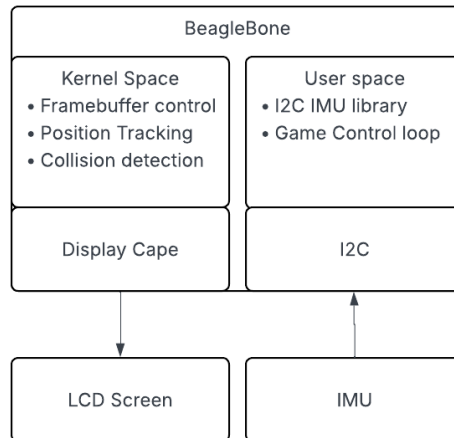 BeagleBone
Kernel Space
• Framebuffer control
• Position Tracking
• Collision detection
User space
• I2C IMU library
• Game Control loop
Display Cape
I2C
LCD Screen
IMU